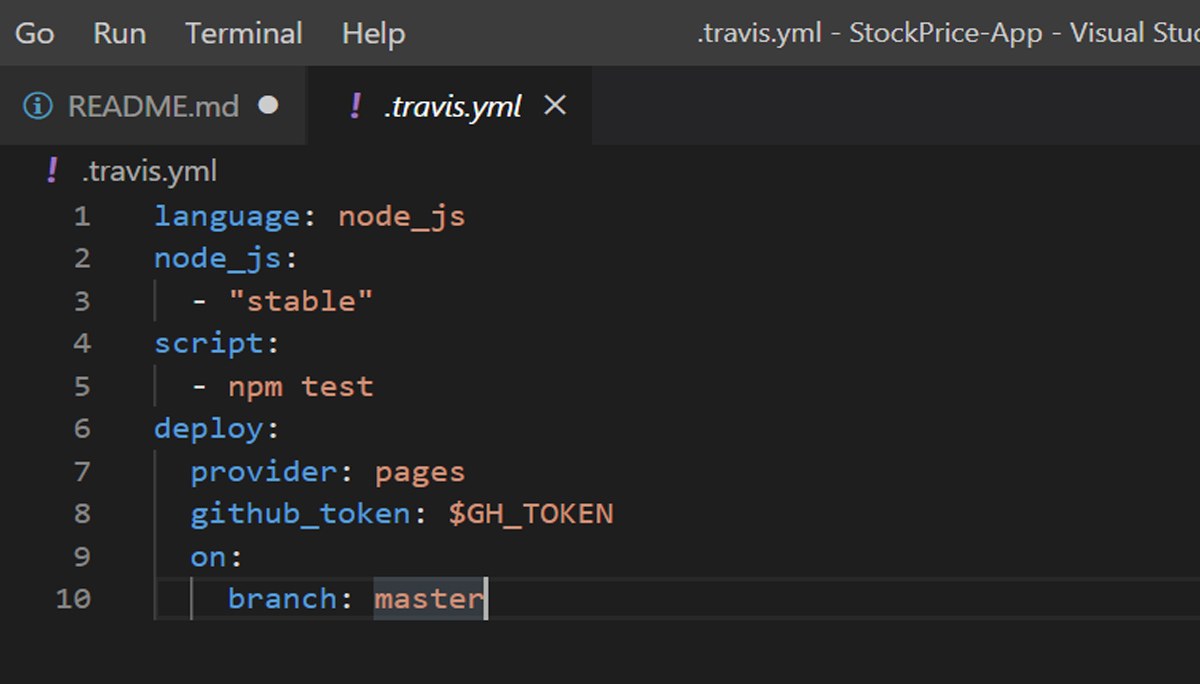 Go Run Terminal Help .travis.yml - StockPrice-App - Visual
README.md ! .travis.yml
! .travis.yml
1 language: node_js
2 node_js:
3   - "stable"
4 script:
5   - npm test
6 deploy:
7   provider: pages
8   github_token: $GH_TOKEN
9   on:
10     branch: master